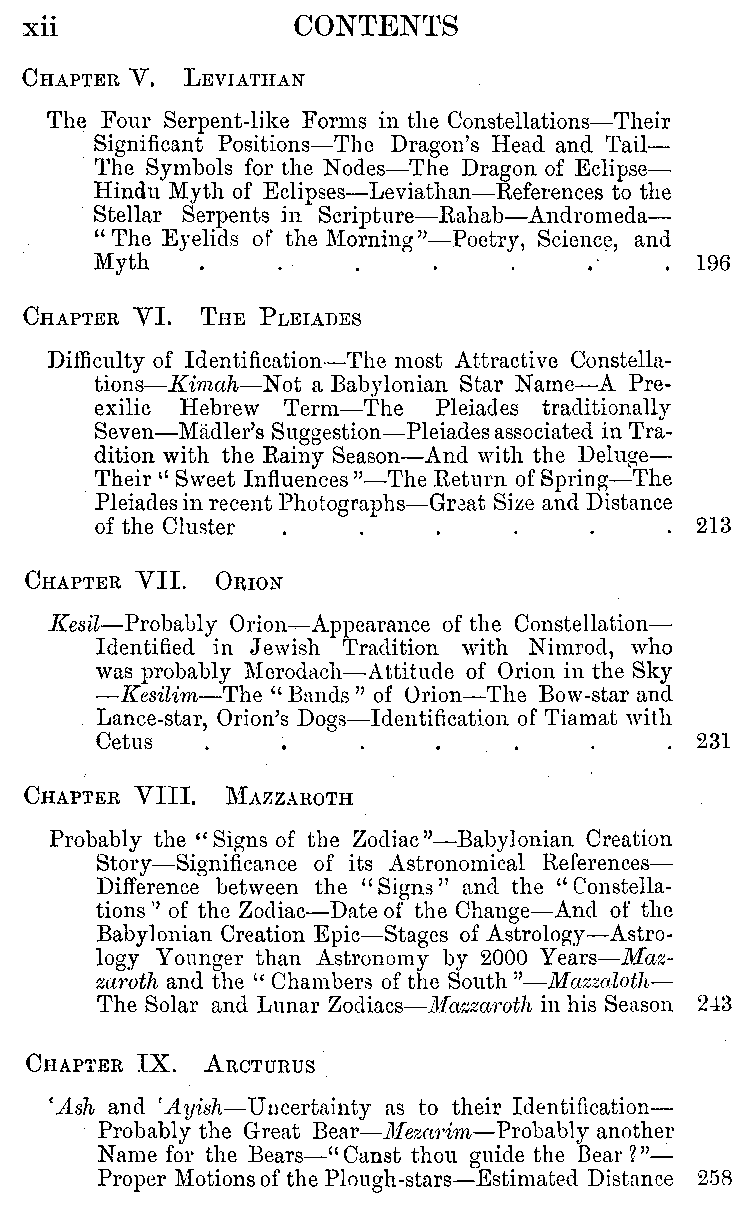 xii CONTENTS
CHAPTER V. LEVIATHAN
The Four Serpent-like Forms in the Constellations—Their
Significant Positions—The Dragon's Head and Tail—
The Symbols for the Nodes—The Dragon of Eclipse—
Hindu Myth of Eclipses—Leviathan—References to the
Stellar Serpents in Scripture—Rahab—Andromeda—
“The Eyelids of the Morning”—Poetry, Science, and
Myth . . . . . . . 196
CHAPTER VI. THE PLEIADES
Difficulty of Identification—The most Attractive Constella-
tions—Kimah—Not a Babylonian Star Name—A Pre-
exilic Hebrew Term—The Pleiades traditionally
Seven—Mädler's Suggestion—Pleiades associated in Tra-
dition with the Rainy Season—And with the Deluge—
Their “Sweet Influences”—The Return of Spring—The
Pleiades in recent Photographs—Great Size and Distance
of the Cluster . . . . . . 213
CHAPTER VII. ORION
Kesil—Probably Orion—Appearance of the Constellation—
Identified in Jewish Tradition with Nimrod, who
was probably Merodach—Attitude of Orion in the Sky
—Kesilim—The “Bands” of Orion—The Bow-star and
Lance-star, Orion's Dogs—Identification of Tiamat with
Cetus . . . . . . . 231
CHAPTER VIII. MAZZAROTH
Probably the “Signs of the Zodiac”—Babylonian Creation
Story—Significance of its Astronomical References—
Difference between the “Signs” and the “Constella-
tions” of the Zodiac—Date of the Change—And of the
Babylonian Creation Epic—Stages of Astrology—Astro-
logy Younger than Astronomy by 2000 Years—Maz-
zaroth and the “Chambers of the South”—Mazzaloth—
The Solar and Lunar Zodiacs—Mazzaroth in his Season 243
CHAPTER IX. ARCTURUS
‘Ash and ‘Ayish—Uncertainty as to their Identification—
Probably the Great Bear—Mezarim—Probably another
Name for the Bears—“Canst thou guide the Bear?”—
Proper Motions of the Plough-stars—Estimated Distance 258